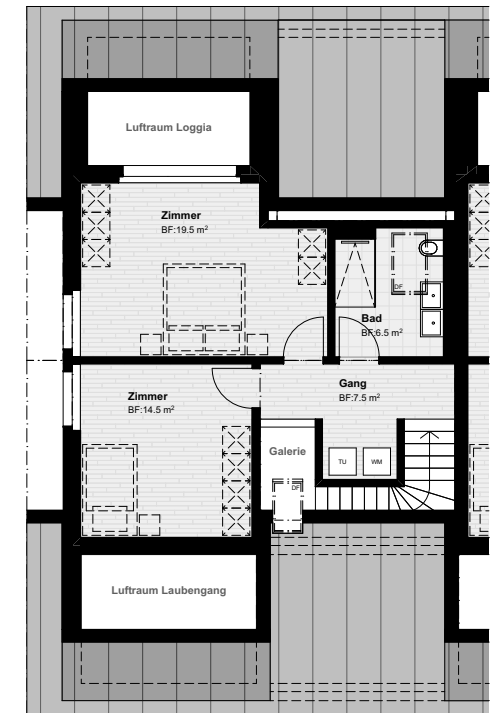 Luftraum Loggia
Zimmer
BF:19.5 m²
DF
Bad
BF:6.5 m²
Zimmer
BF:14.5 m²
Gang
BF:7.5 m²
Galerie
TU
WM
DF
Luftraum Laubengang